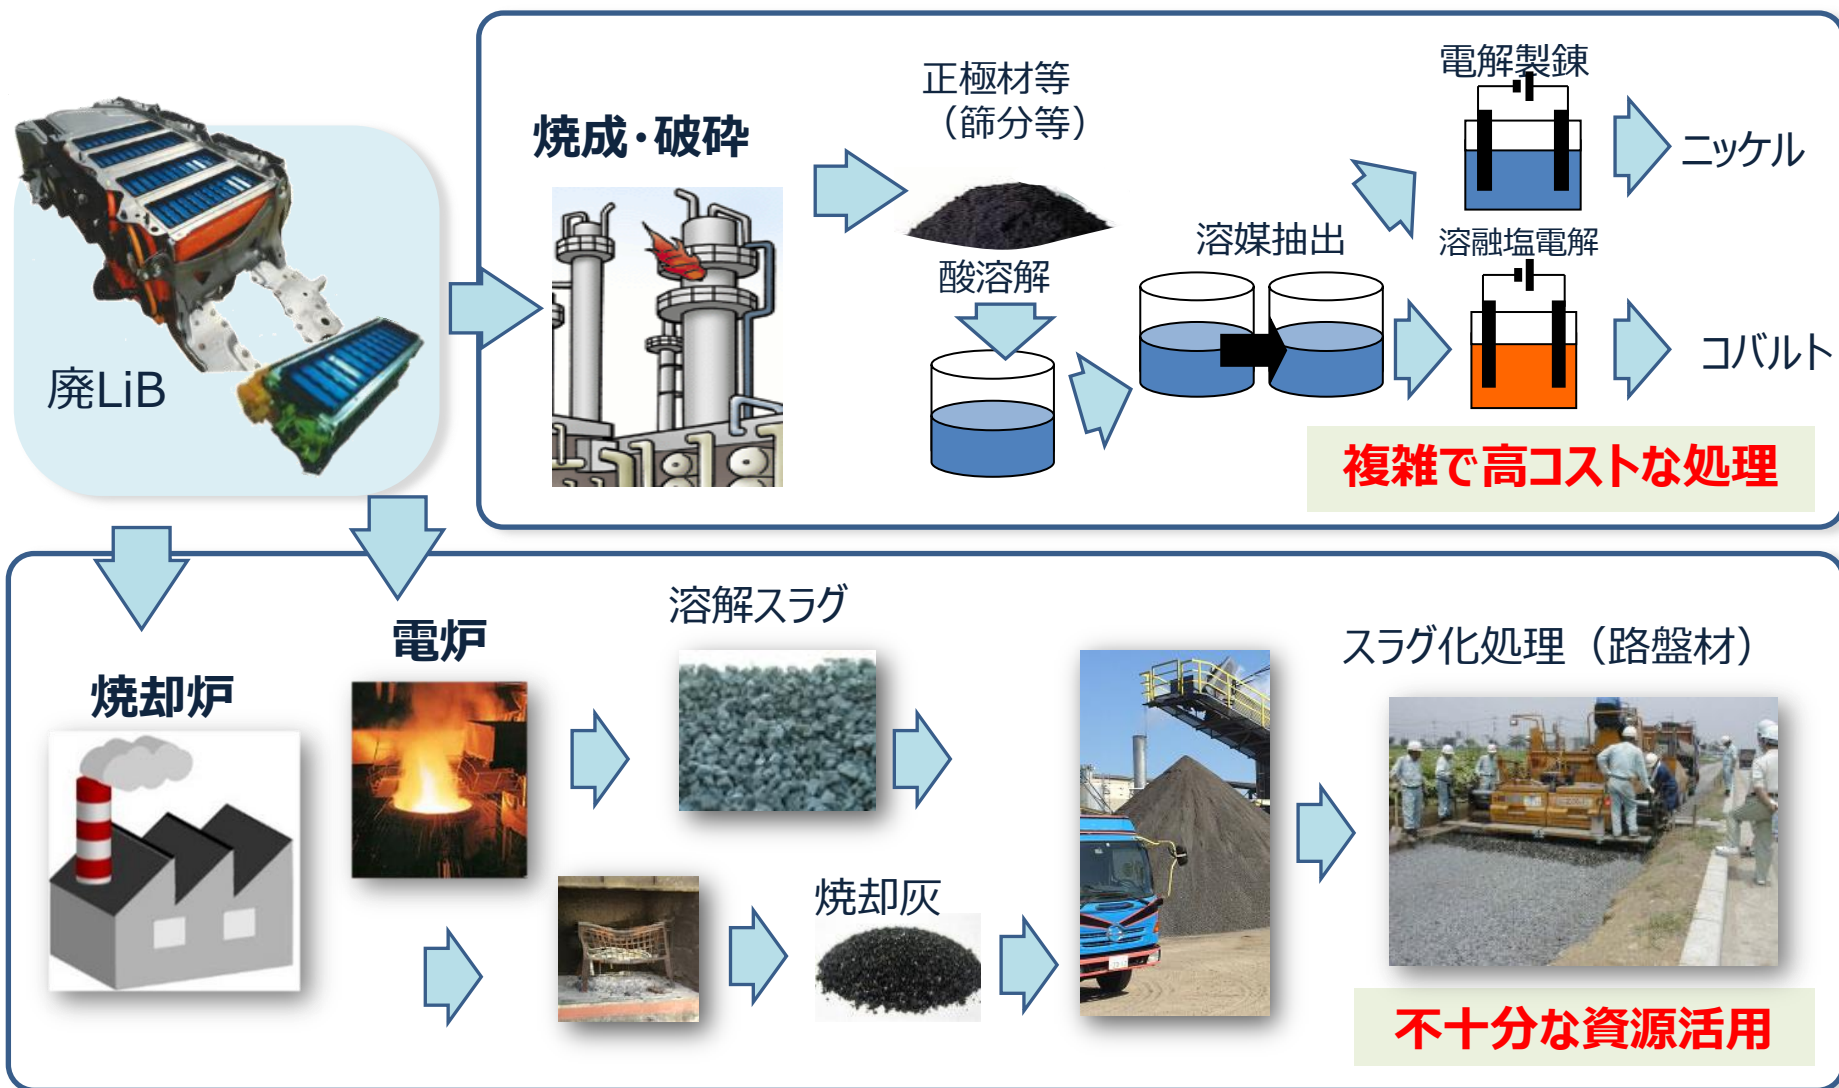 廃LiB
焼成・破砕
正極材等
（篩分等）
酸溶解
溶媒抽出
電解製錬
ニッケル
溶融塩電解
コバルト
複雑で高コストな処理
焼却炉
電炉
溶解スラグ
焼却灰
スラグ化処理（路盤材）
不十分な資源活用